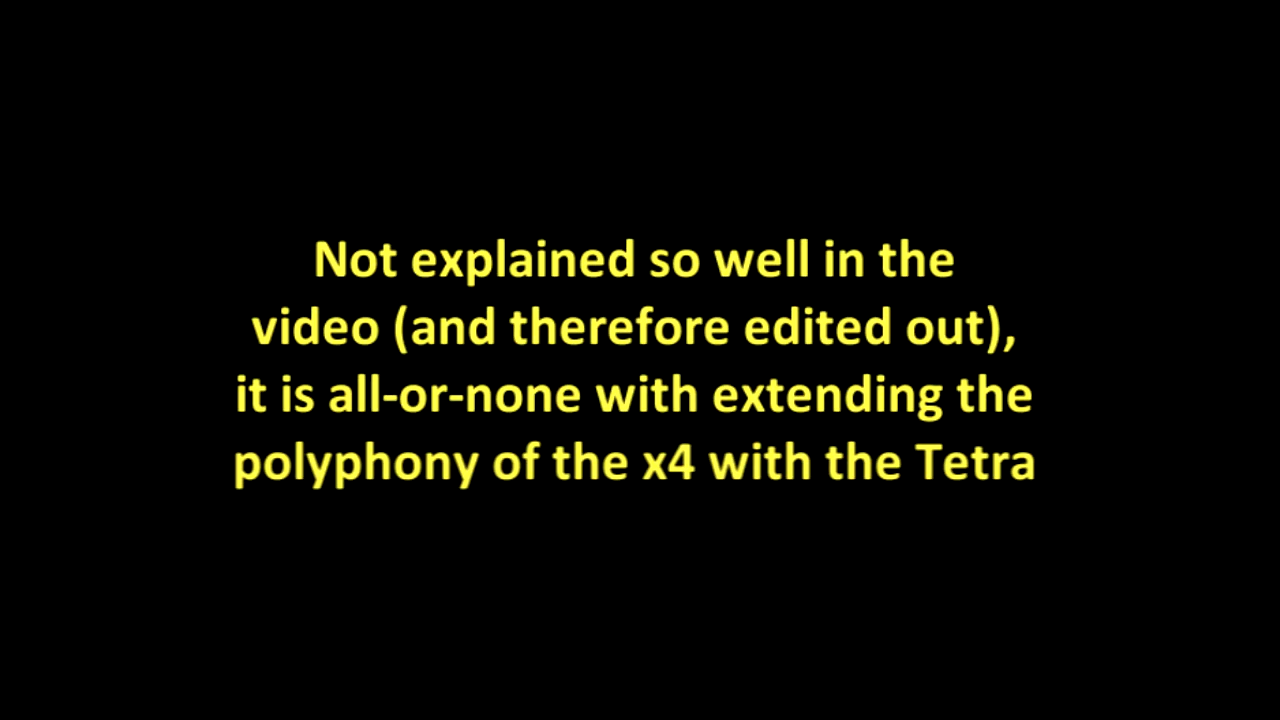 Not explained so well in the
video (and therefore edited out),
it is all-or-none with extending the
polyphony of the x4 with the Tetra